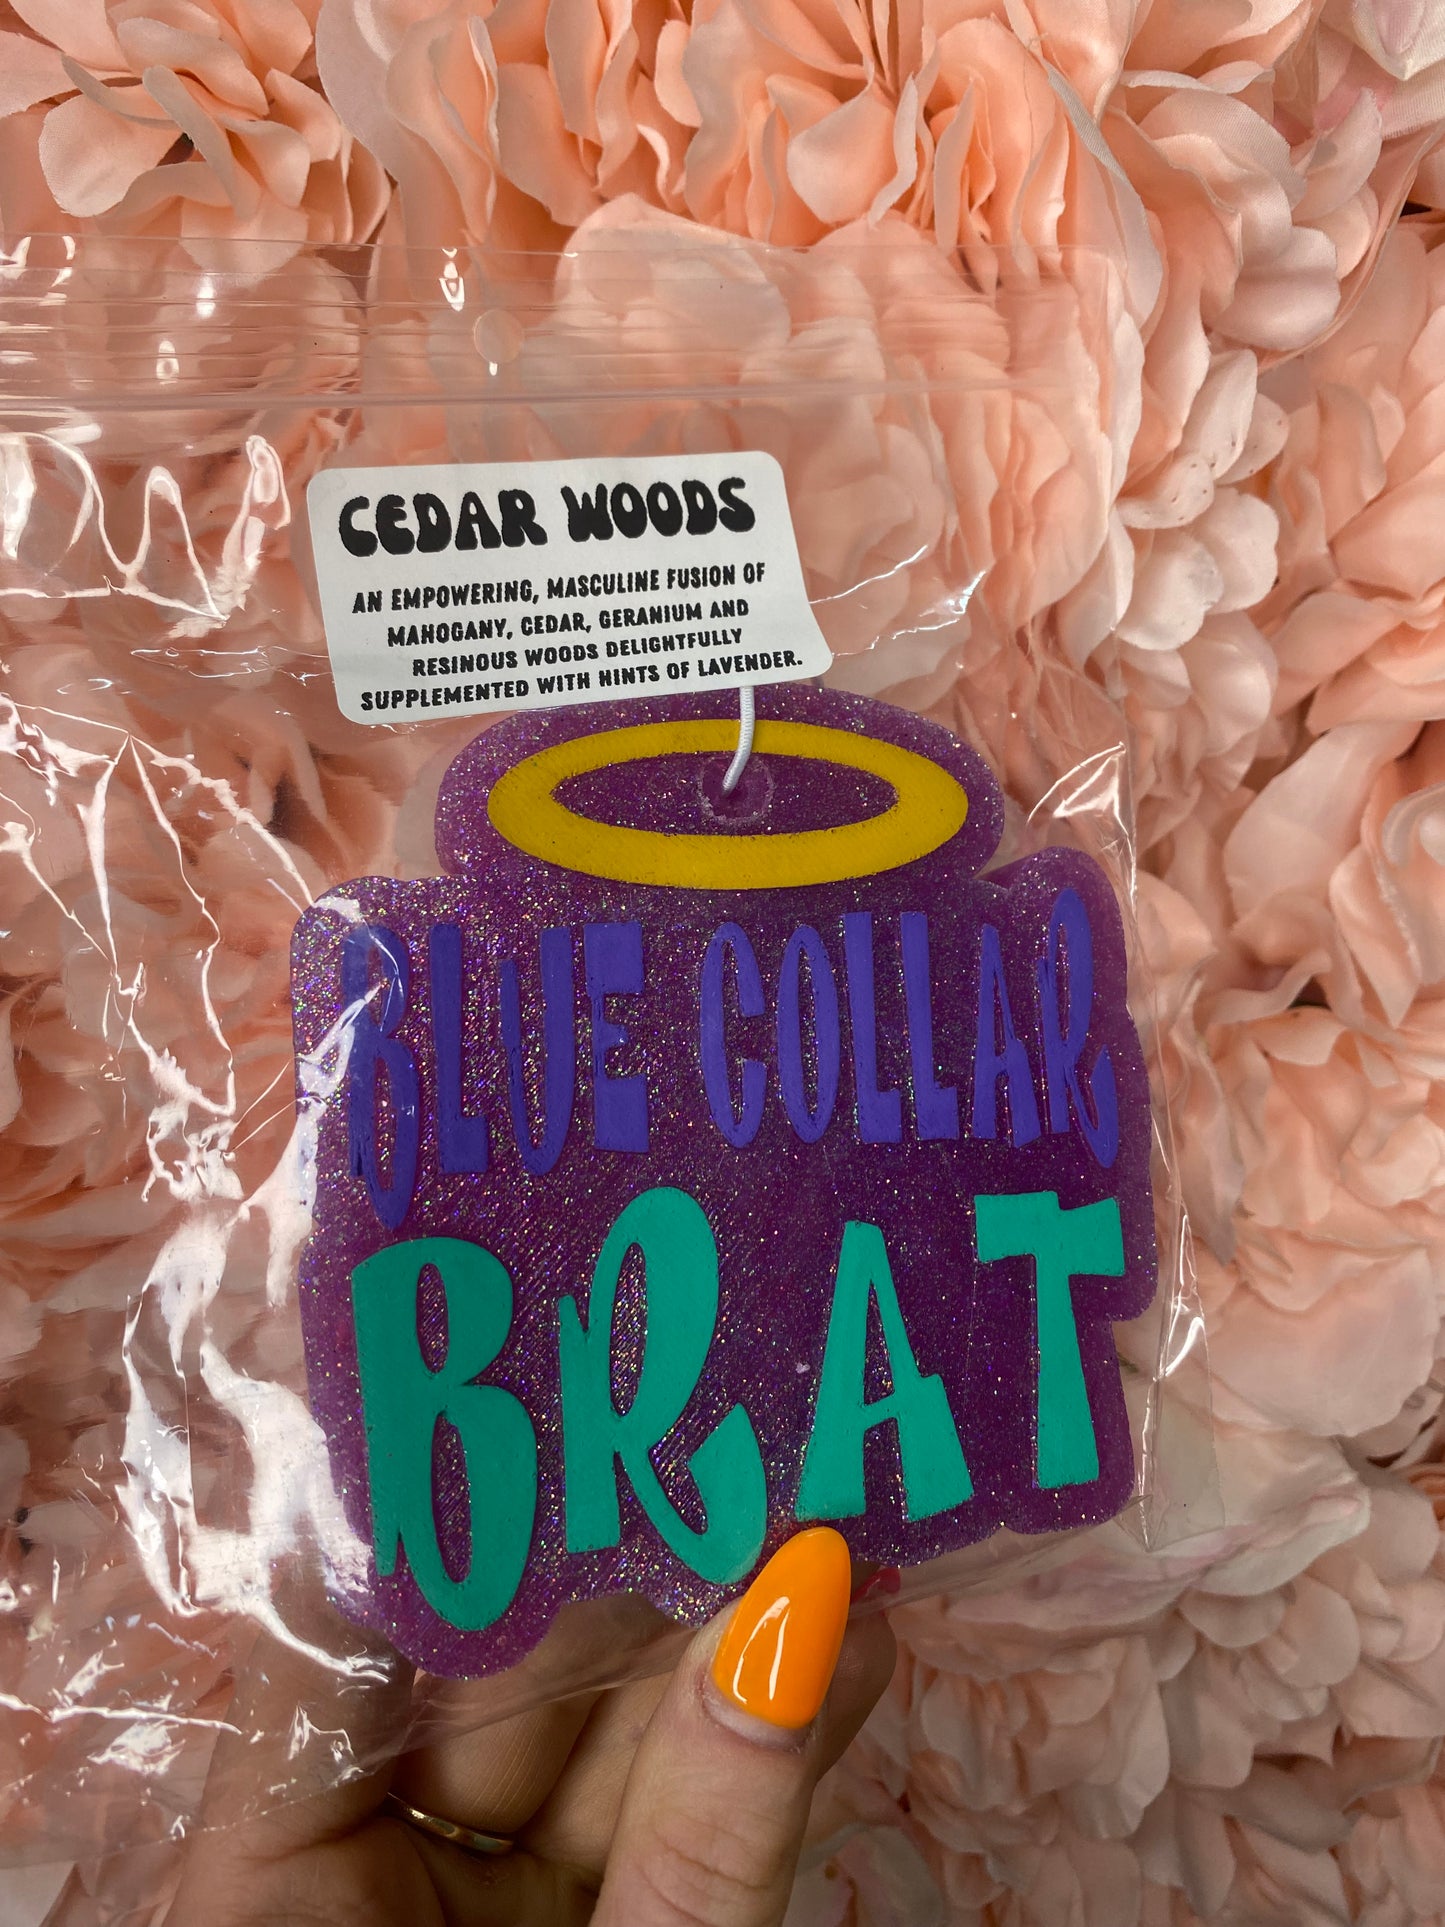 CEDAR WOODS
AN EMPOWERING, MASCULINE FUSION OF
MAHOGANY, CEDAR, GERANIUM AND
RESINOUS WOODS DELIGHTFULLY
SUPPLEMENTED WITH HINTS OF LAVENDER.
BLUE COLLAR
BRAT